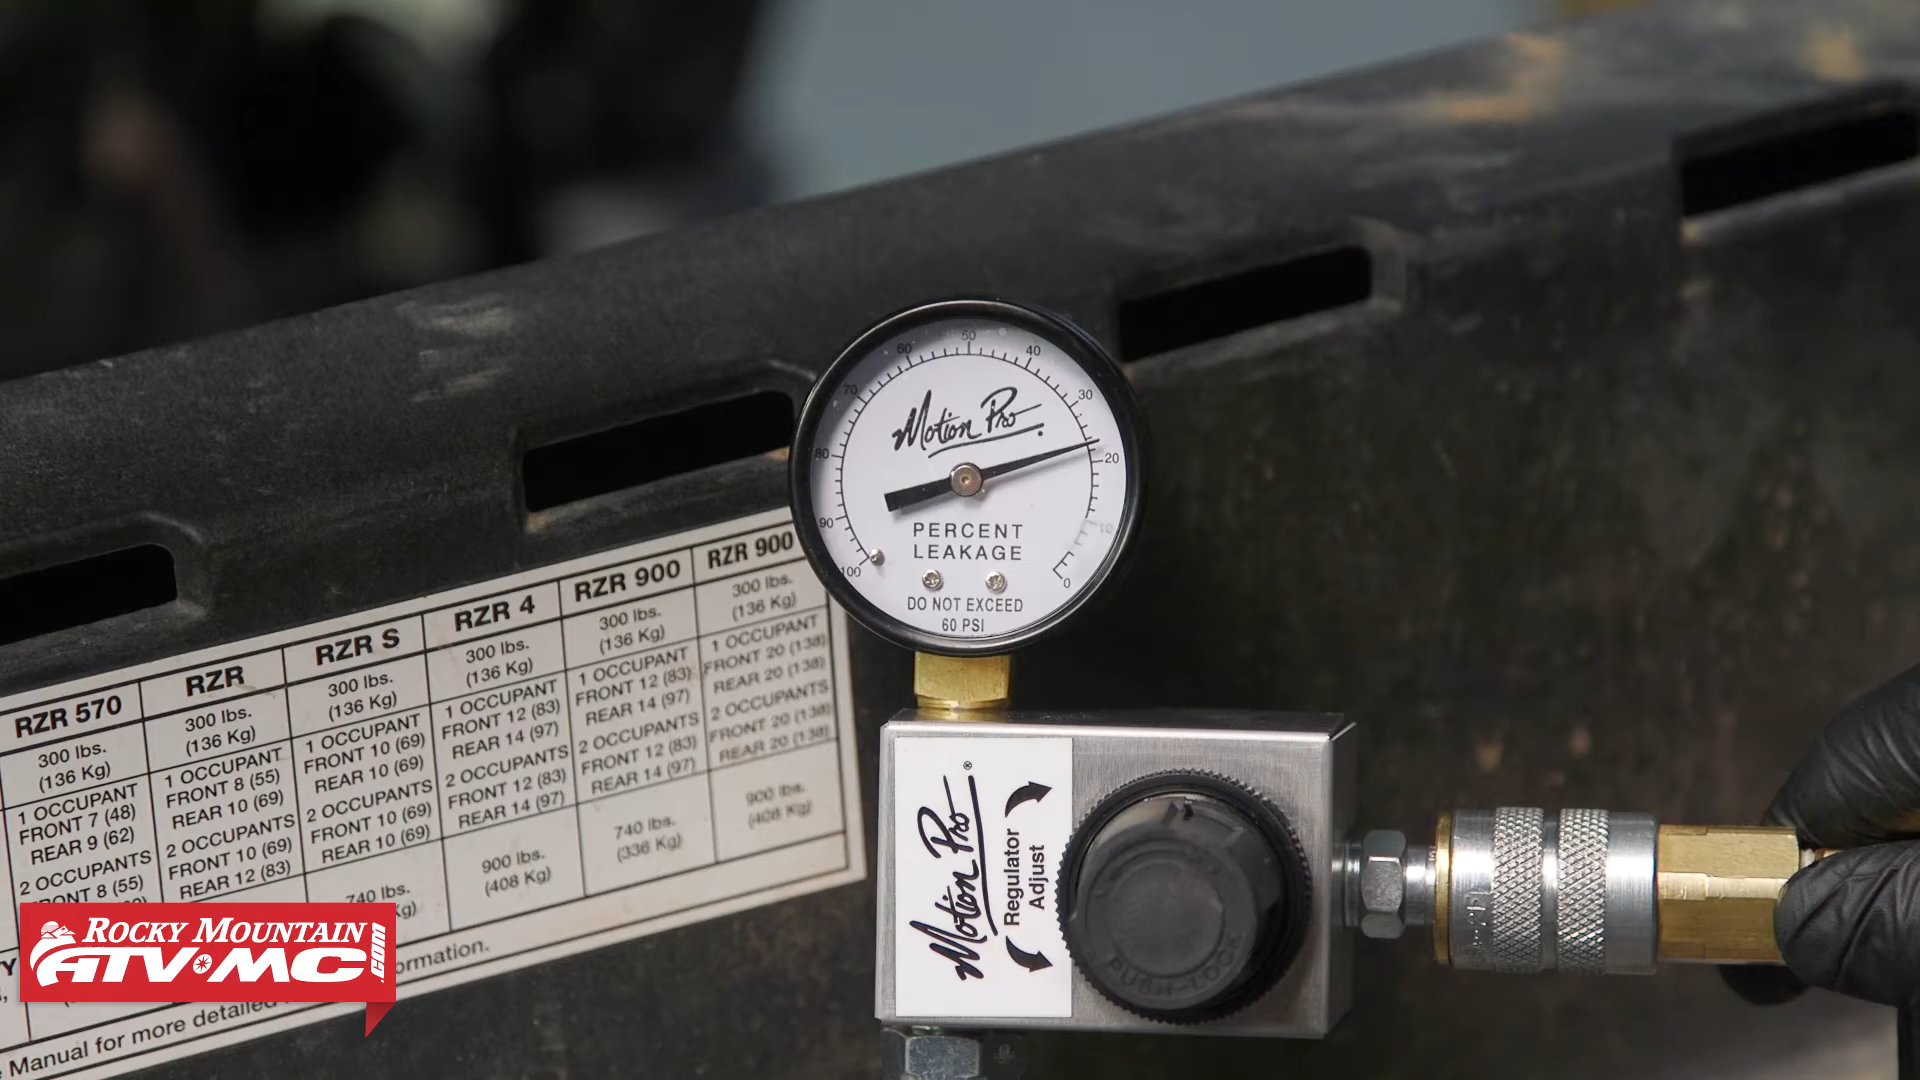 50
60
40
70
30
80
20
90
10
100
0
Motion Pro®
PERCENT
LEAKAGE
DO NOT EXCEED
60 PSI
Motion Pro®
Regulator
Adjust
PUSH-LOCK
RZR 570
300 lbs.
(136 Kg)
1 OCCUPANT
FRONT 7 (48)
REAR 9 (62)
2 OCCUPANTS
FRONT 8 (55)
RZR
300 lbs.
(136 Kg)
1 OCCUPANT
FRONT 8 (55)
REAR 10 (69)
2 OCCUPANTS
FRONT 10 (69)
REAR 12 (83)
RZR S
300 lbs.
(136 Kg)
1 OCCUPANT
FRONT 10 (69)
REAR 10 (69)
2 OCCUPANTS
FRONT 10 (69)
REAR 10 (69)
740 lbs.
Kg)
RZR 4
300 lbs.
(136 Kg)
1 OCCUPANT
FRONT 12 (83)
REAR 14 (97)
2 OCCUPANTS
FRONT 12 (83)
REAR 14 (97)
900 lbs.
(408 Kg)
RZR 900
300 lbs.
(136 Kg)
1 OCCUPANT
FRONT 12 (83)
REAR 14 (97)
2 OCCUPANTS
FRONT 12 (83)
REAR 14 (97)
740 lbs.
(336 Kg)
RZR 900
300 lbs.
(136 Kg)
1 OCCUPANT
FRONT 20 (138)
REAR 20 (138)
2 OCCUPANTS
FRONT 20 (138)
REAR 20 (138)
900 lbs.
(408 Kg)
Manual for more detailed
ormation.
ROCKY MOUNTAIN
ATV•MC.com